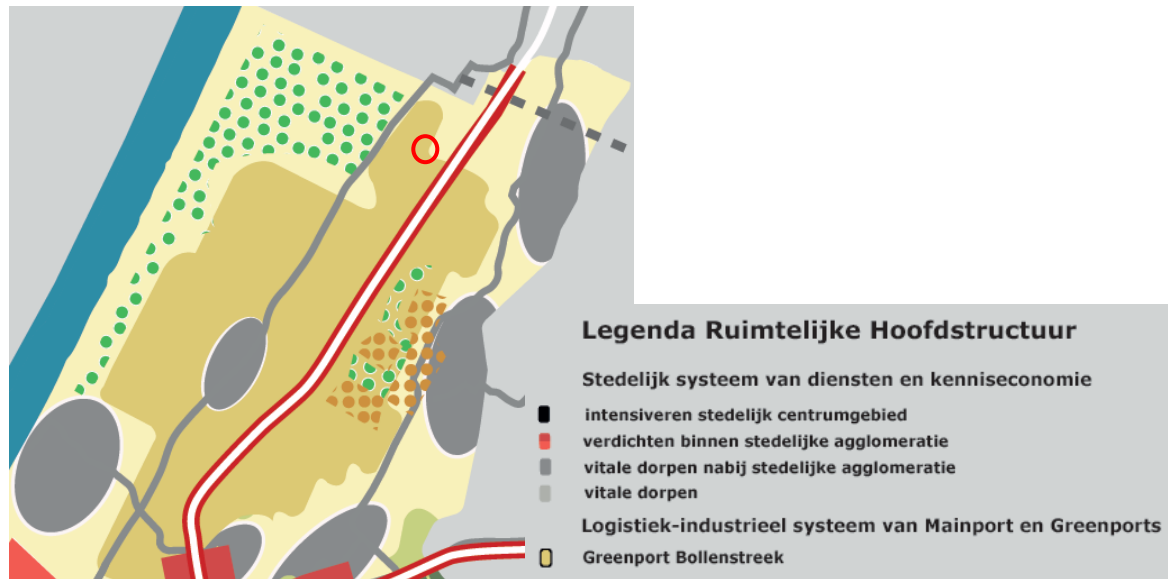 Legenda Ruimtelijke Hoofdstructuur
Stedelijk systeem van diensten en kenniseconomie
intensiveren stedelijk centrumgebied
verdichten binnen stedelijke agglomeratie
vitale dorpen nabij stedelijke agglomeratie
vitale dorpen
Logistiek-industrieel systeem van Mainport en Greenports
Greenport Bollenstreek